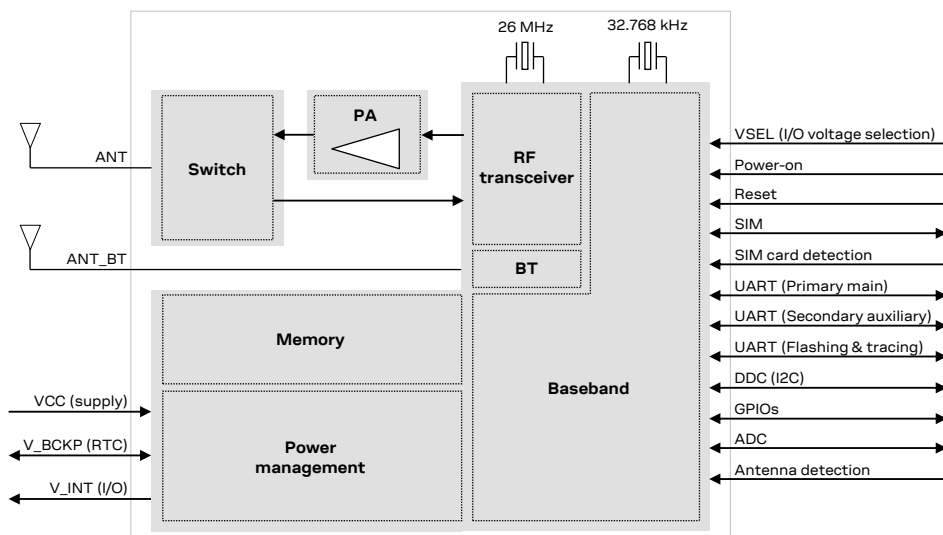 26 MHz
32.768 kHz
PA
ANT
Switch
RF
transceiver
ANT_BT
BT
Memory
Baseband
VCC (supply)
V_BCKP (RTC)
V_INT (I/O)
Power
management
VSEL (I/O voltage selection)
Power-on
Reset
SIM
SIM card detection
UART (Primary main)
UART (Secondary auxiliary)
UART (Flashing & tracing)
DDC (I2C)
GPIOs
ADC
Antenna detection